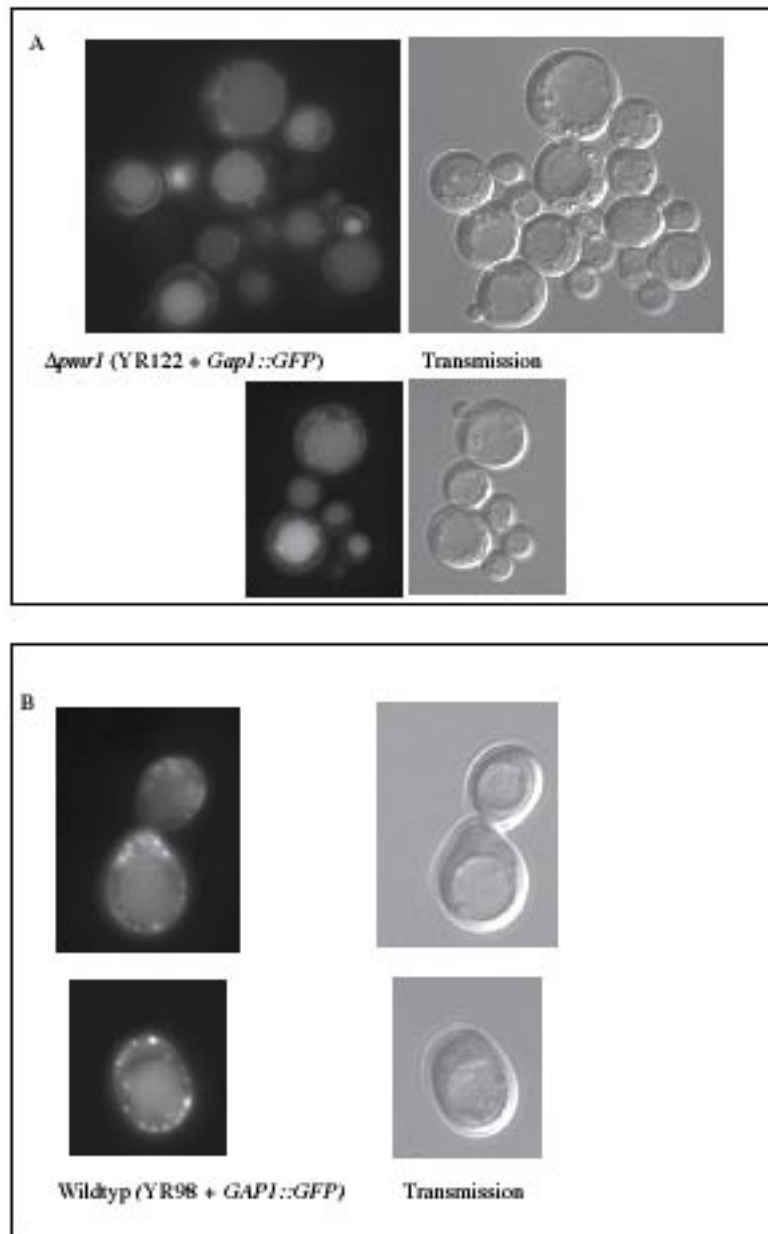 A
Δpmr1 (YR122 + Gap1::GFP) Transmission
B
Wildtyp (YR98 + GAP1::GFP) Transmission